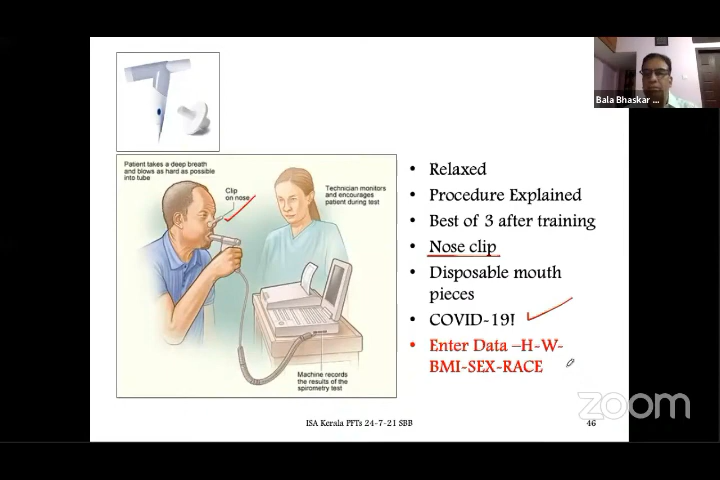 Bala Bhaskar ...
Patient takes a deep breath
and blows as hard as possible
into tube
Clip
on nose
Technician monitors
and encourages
patient during test
Machine records
the results of the
spirometry test
• Relaxed
• Procedure Explained
• Best of 3 after training
• Nose clip
• Disposable mouth
pieces
• COVID-19!
• Enter Data –H-W-
BMI-SEX-RACE
zoom
ISA Kerala PFTs 24-7-21 SBB
46